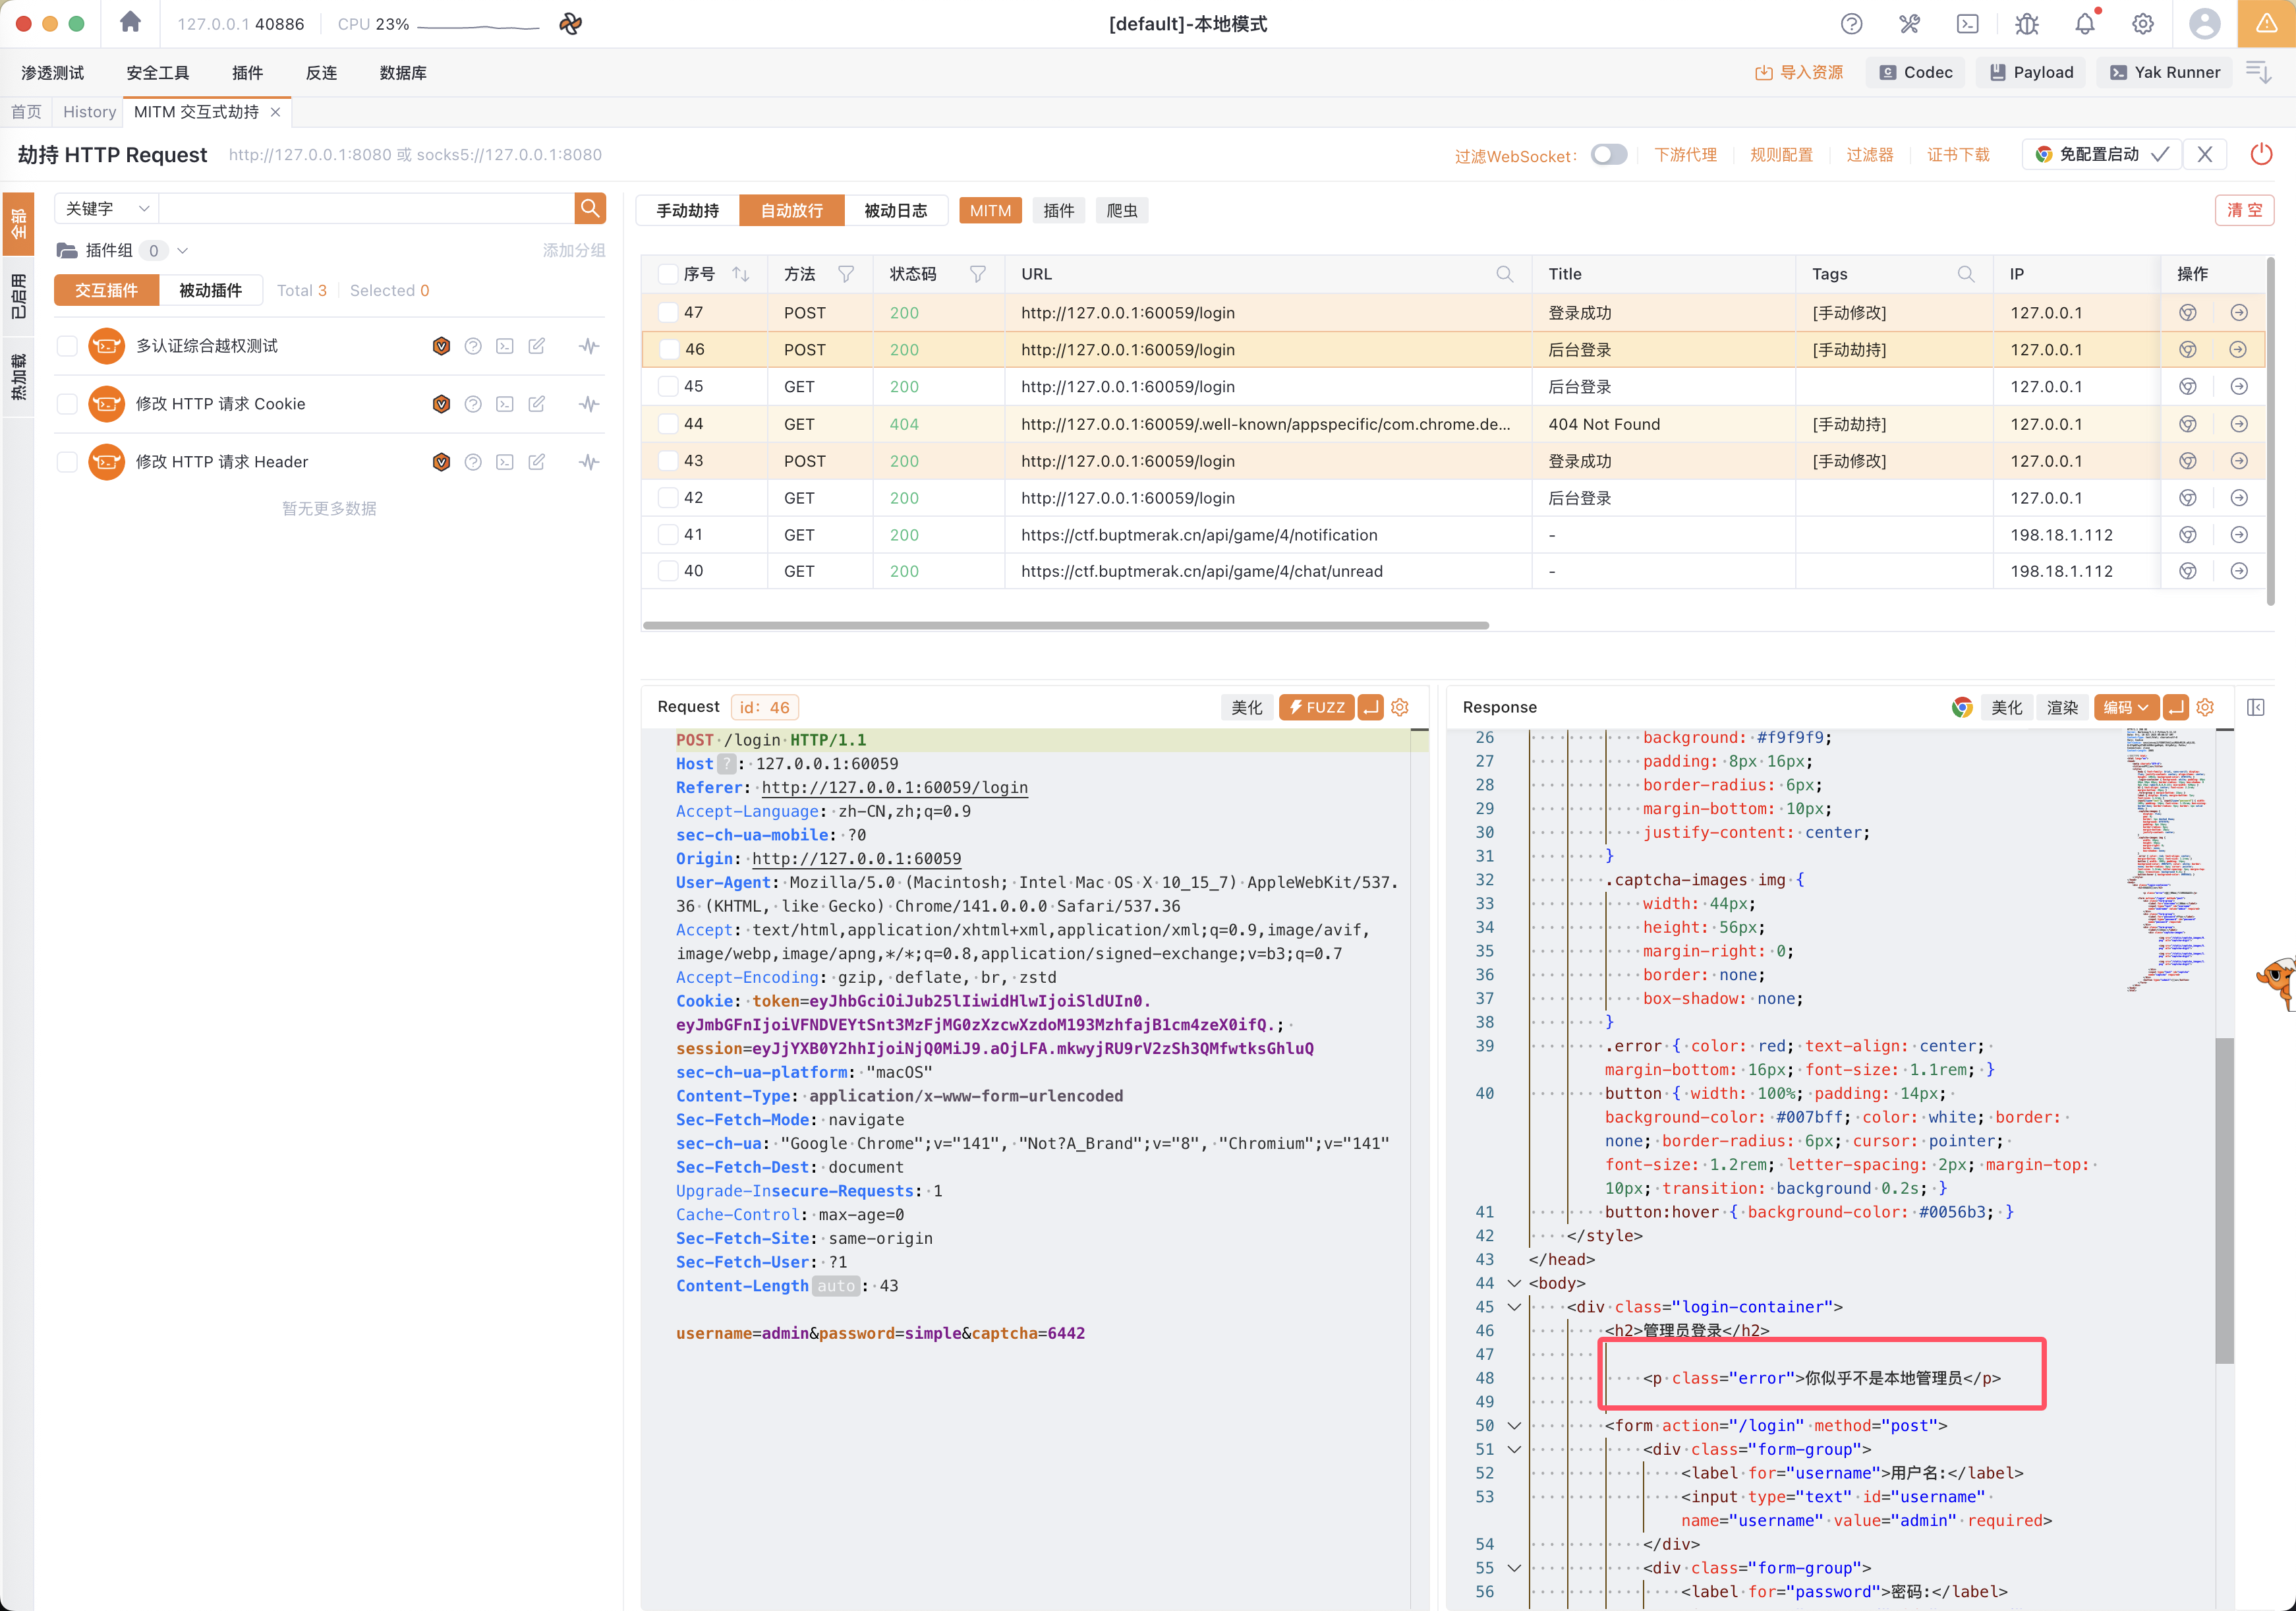 127.0.0.1 40886 CPU 23% [default]-本地模式
渗透测试 安全工具 插件 反连 数据库 导入资源 Codec Payload Yak Runner
首页 History MITM 交互式劫持
劫持 HTTP Request http://127.0.0.1:8080 或 socks5://127.0.0.1:8080 过滤WebSocket: 下游代理 规则配置 过滤器 证书下载 免配置启动
全部
已启用
热加载
关键字
插件组 0 添加分组
交互插件 被动插件 Total 3 Selected 0
多认证综合越权测试
修改 HTTP 请求 Cookie
修改 HTTP 请求 Header
暂无更多数据
手动劫持 自动放行 被动日志 MITM 插件 爬虫 清空
序号 方法 状态码 URL Title Tags IP 操作
47 POST 200 http://127.0.0.1:60059/login 登录成功 [手动修改] 127.0.0.1
46 POST 200 http://127.0.0.1:60059/login 后台登录 [手动劫持] 127.0.0.1
45 GET 200 http://127.0.0.1:60059/login 后台登录 127.0.0.1
44 GET 404 http://127.0.0.1:60059/.well-known/appspecific/com.chrome.de... 404 Not Found [手动劫持] 127.0.0.1
43 POST 200 http://127.0.0.1:60059/login 登录成功 [手动修改] 127.0.0.1
42 GET 200 http://127.0.0.1:60059/login 后台登录 127.0.0.1
41 GET 200 https://ctf.buptmerak.cn/api/game/4/notification - 198.18.1.112
40 GET 200 https://ctf.buptmerak.cn/api/game/4/chat/unread - 198.18.1.112
Request id: 46 美化 FUZZ
POST /login HTTP/1.1
Host ? : 127.0.0.1:60059
Referer: http://127.0.0.1:60059/login
Accept-Language: zh-CN,zh;q=0.9
sec-ch-ua-mobile: ?0
Origin: http://127.0.0.1:60059
User-Agent: Mozilla/5.0 (Macintosh; Intel Mac OS X 10_15_7) AppleWebKit/537.
36 (KHTML, like Gecko) Chrome/141.0.0.0 Safari/537.36
Accept: text/html,application/xhtml+xml,application/xml;q=0.9,image/avif,
image/webp,image/apng,*/*;q=0.8,application/signed-exchange;v=b3;q=0.7
Accept-Encoding: gzip, deflate, br, zstd
Cookie: token=eyJhbGciOiJub25lIiwidHlwIjoiSldUIn0.
eyJmbGFnIjoiVFNDVEYtSnt3MzFjMG0zXzcwXzdoM193MzhfajB1cm4zeX0ifQ.;
session=eyJjYXB0Y2hhIjoiNjQ0MiJ9.aOjLFA.mkwyjRU9rV2zSh3QMfwtksGhluQ
sec-ch-ua-platform: "macOS"
Content-Type: application/x-www-form-urlencoded
Sec-Fetch-Mode: navigate
sec-ch-ua: "Google Chrome";v="141", "Not?A_Brand";v="8", "Chromium";v="141"
Sec-Fetch-Dest: document
Upgrade-Insecure-Requests: 1
Cache-Control: max-age=0
Sec-Fetch-Site: same-origin
Sec-Fetch-User: ?1
Content-Length auto : 43
username=admin&password=simple&captcha=6442
Response 美化 渲染 编码
26 background: #f9f9f9;
27 padding: 8px 16px;
28 border-radius: 6px;
29 margin-bottom: 10px;
30 justify-content: center;
31 }
32 .captcha-images img {
33 width: 44px;
34 height: 56px;
35 margin-right: 0;
36 border: none;
37 box-shadow: none;
38 }
39 .error { color: red; text-align: center;
margin-bottom: 16px; font-size: 1.1rem; }
40 button { width: 100%; padding: 14px;
background-color: #007bff; color: white; border:
none; border-radius: 6px; cursor: pointer;
font-size: 1.2rem; letter-spacing: 2px; margin-top:
10px; transition: background 0.2s; }
41 button:hover { background-color: #0056b3; }
42 </style>
43 </head>
44 <body>
45 <div class="login-container">
46 <h2>管理员登录</h2>
47
48 <p class="error">你似乎不是本地管理员</p>
49
50 <form action="/login" method="post">
51 <div class="form-group">
52 <label for="username">用户名:</label>
53 <input type="text" id="username"
name="username" value="admin" required>
54 </div>
55 <div class="form-group">
56 <label for="password">密码:</label>